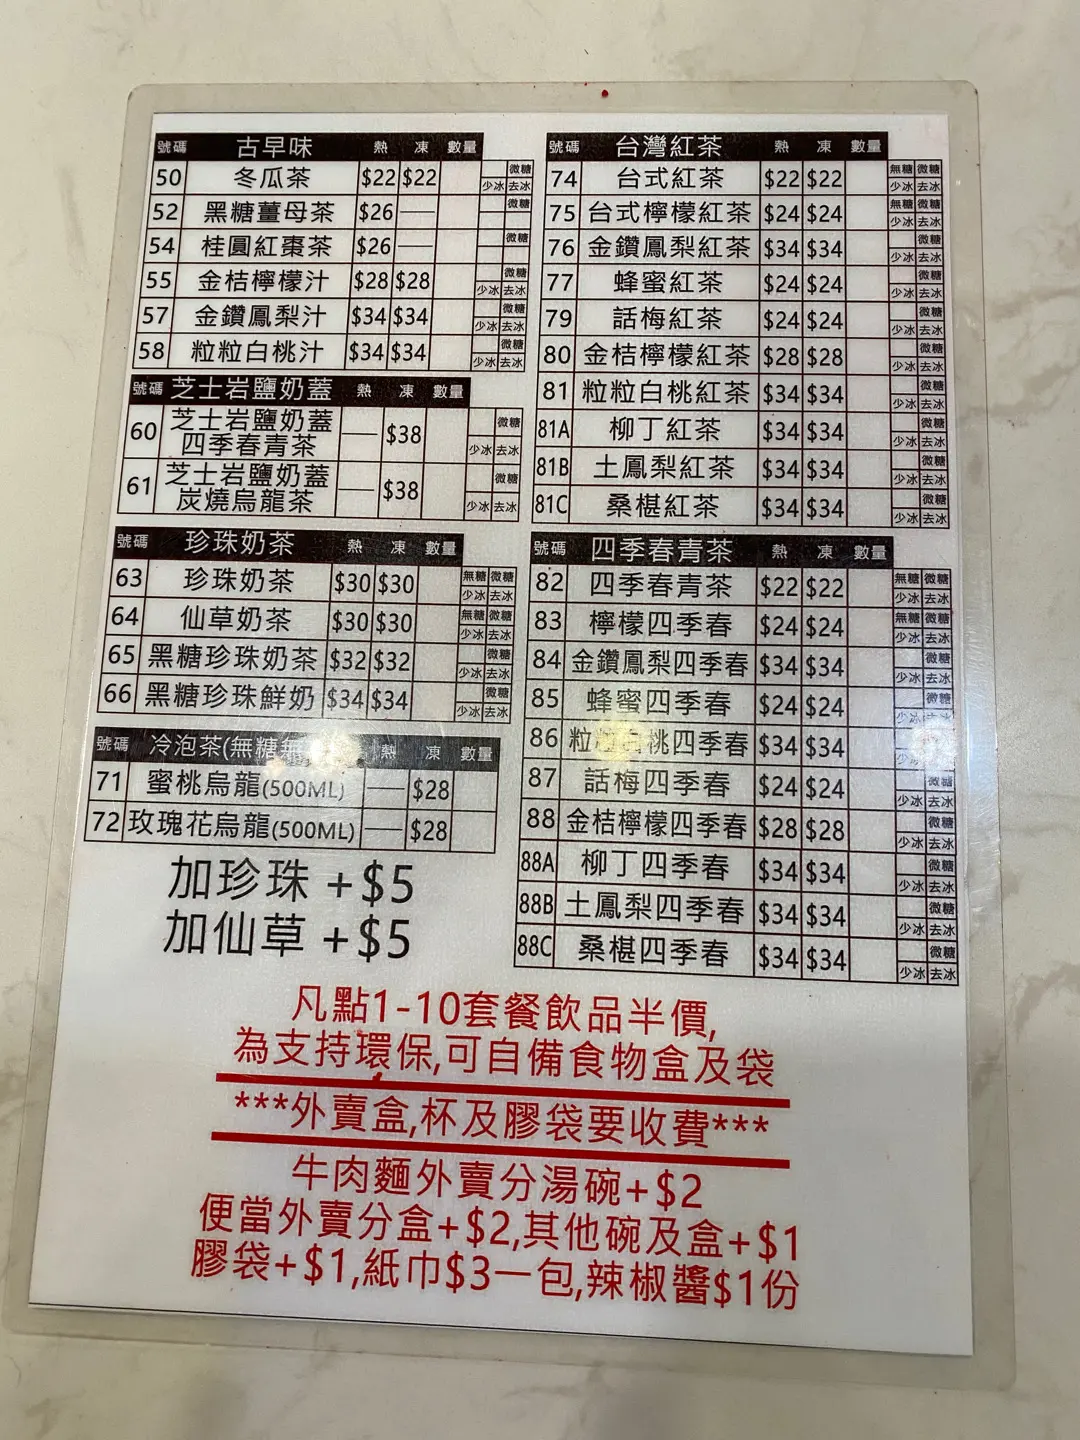 號碼 古早味 熱 凍 數量
50 冬瓜茶 $22 $22 微糖 少冰 去冰
52 黑糖薑母茶 $26 —— 微糖
54 桂圓紅棗茶 $26 —— 微糖
55 金桔檸檬汁 $28 $28 微糖 少冰 去冰
57 金鑽鳳梨汁 $34 $34 微糖 少冰 去冰
58 粒粒白桃汁 $34 $34 微糖 少冰 去冰
號碼 芝士岩鹽奶蓋 熱 凍 數量
60 芝士岩鹽奶蓋
四季春青茶 —— $38 微糖 少冰 去冰
61 芝士岩鹽奶蓋
炭燒烏龍茶 —— $38 微糖 少冰 去冰
號碼 珍珠奶茶 熱 凍 數量
63 珍珠奶茶 $30 $30 無糖 微糖 少冰 去冰
64 仙草奶茶 $30 $30 無糖 微糖 少冰 去冰
65 黑糖珍珠奶茶 $32 $32 微糖 少冰 去冰
66 黑糖珍珠鮮奶 $34 $34 微糖 少冰 去冰
號碼 冷泡茶(無糖 熱 凍 數量
71 蜜桃烏龍(500ML) —— $28
72 玫瑰花烏龍(500ML) —— $28
加珍珠 +$5
加仙草 +$5
號碼 台灣紅茶 熱 凍 數量
74 台式紅茶 $22 $22 無糖 微糖 少冰 去冰
75 台式檸檬紅茶 $24 $24 無糖 微糖 少冰 去冰
76 金鑽鳳梨紅茶 $34 $34 微糖 少冰 去冰
77 蜂蜜紅茶 $24 $24 微糖 少冰 去冰
79 話梅紅茶 $24 $24 微糖 少冰 去冰
80 金桔檸檬紅茶 $28 $28 微糖 少冰 去冰
81 粒粒白桃紅茶 $34 $34 微糖 少冰 去冰
81A 柳丁紅茶 $34 $34 微糖 少冰 去冰
81B 土鳳梨紅茶 $34 $34 微糖 少冰 去冰
81C 桑椹紅茶 $34 $34 微糖 少冰 去冰
號碼 四季春青茶 熱 凍 數量
82 四季春青茶 $22 $22 無糖 微糖 少冰 去冰
83 檸檬四季春 $24 $24 無糖 微糖 少冰 去冰
84 金鑽鳳梨四季春 $34 $34 微糖 少冰 去冰
85 蜂蜜四季春 $24 $24 微糖 少冰 去冰
86 粒粒白桃四季春 $34 $34 少冰
87 話梅四季春 $24 $24 微糖 少冰 去冰
88 金桔檸檬四季春 $28 $28 微糖 少冰 去冰
88A 柳丁四季春 $34 $34 微糖 少冰 去冰
88B 土鳳梨四季春 $34 $34 微糖 少冰 去冰
88C 桑椹四季春 $34 $34 微糖 少冰 去冰
凡點1-10套餐飲品半價,
為支持環保,可自備食物盒及袋
***外賣盒,杯及膠袋要收費***
牛肉麵外賣分湯碗+$2
便當外賣分盒+$2,其他碗及盒+$1
膠袋+$1,紙巾$3一包,辣椒醬$1份